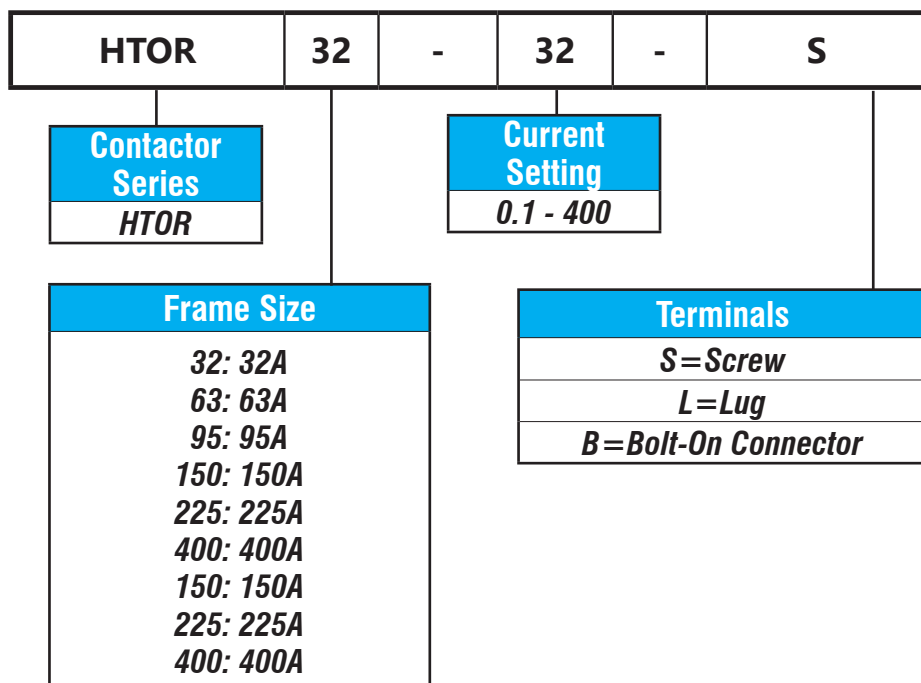 HTOR 32 - 32 - S
Contactor
Series
HTOR
Current
Setting
0.1 - 400
Frame Size
32: 32A
63: 63A
95: 95A
150: 150A
225: 225A
400: 400A
150: 150A
225: 225A
400: 400A
Terminals
S=Screw
L=Lug
B=Bolt-On Connector